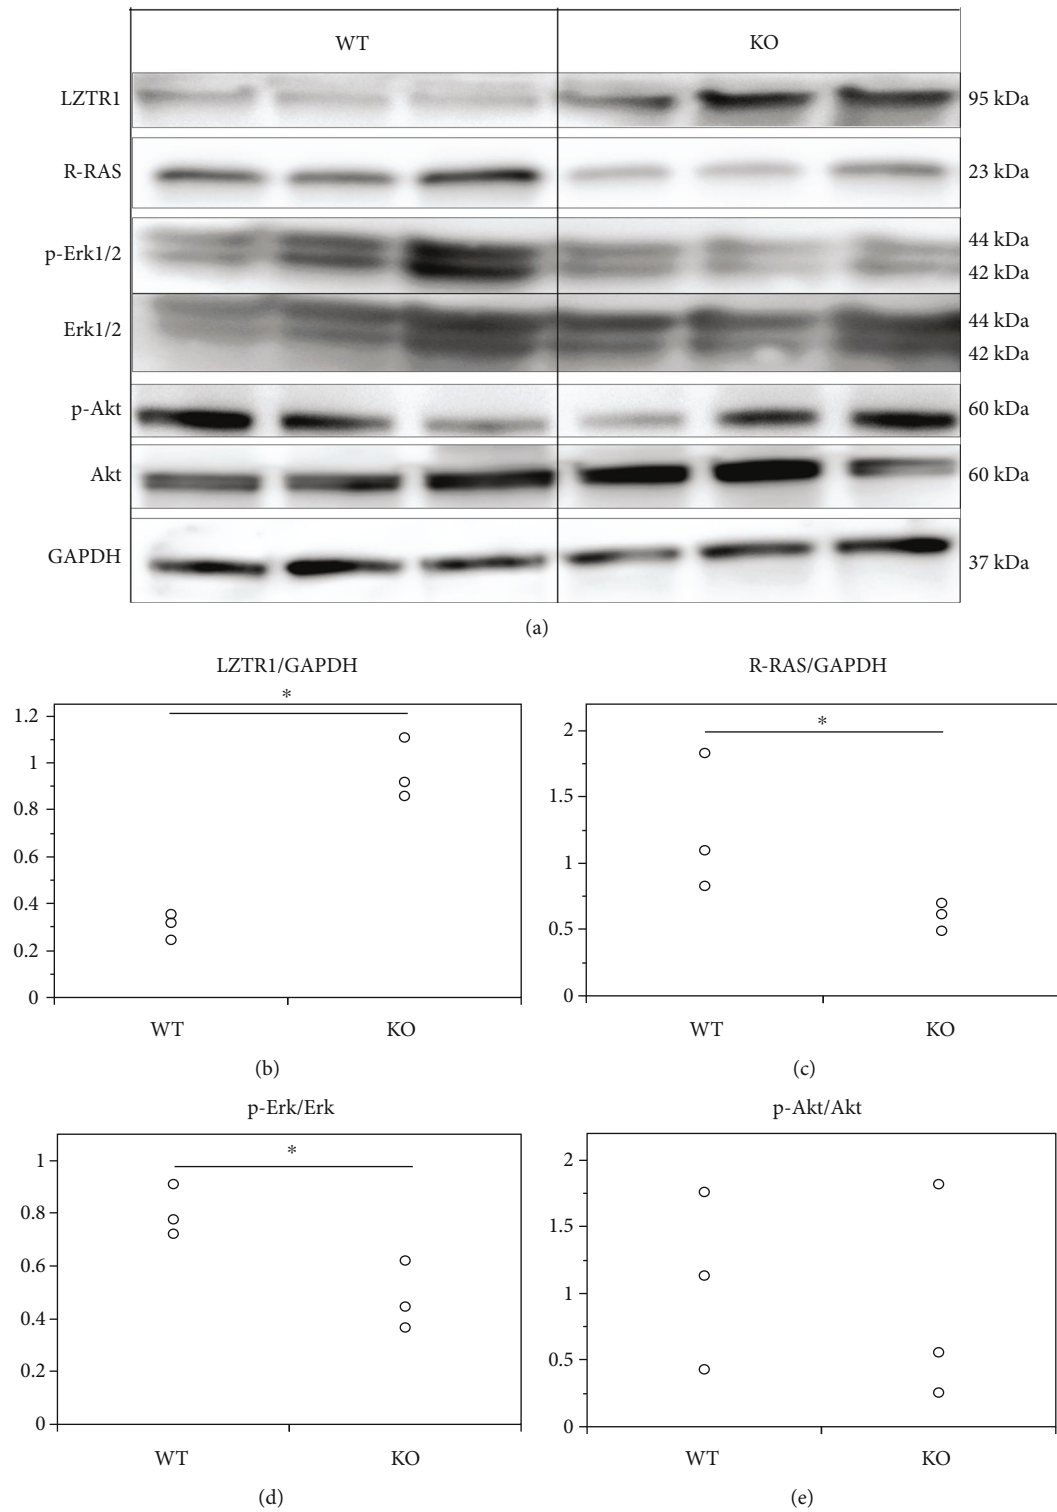 WT KO
LZTR1 95 kDa
R-RAS 23 kDa
p-Erk1/2 44 kDa
42 kDa
Erk1/2 44 kDa
42 kDa
p-Akt 60 kDa
Akt 60 kDa
GAPDH 37 kDa
(a)
LZTR1/GAPDH
*
1.2
1
0.8
0.6
0.4
0.2
0
WT KO
(b)
R-RAS/GAPDH
*
2
1.5
1
0.5
0
WT KO
(c)
p-Erk/Erk
*
1
0.8
0.6
0.4
0.2
0
WT KO
(d)
p-Akt/Akt
2
1.5
1
0.5
0
WT KO
(e)